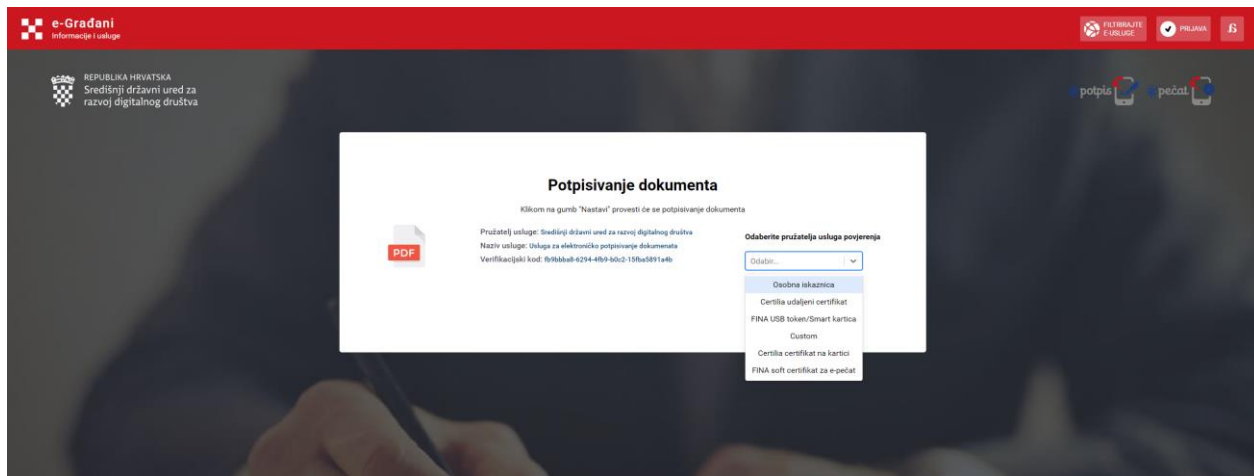 e-Građani
Informacije i usluge
FILTRIRAJTE
E-USLUGE
PRIJAVA
REPUBLIKA HRVATSKA
Središnji državni ured za
razvoj digitalnog društva
e potpis
e pečat
Potpisivanje dokumenta
Klikom na gumb "Nastavi" provesti će se potpisivanje dokumenta
PDF
Pružatelj usluge: Središnji državni ured za razvoj digitalnog društva
Naziv usluge: Usluga za elektroničko potpisivanje dokumenata
Verifikacijski kod: fb9bbba8-6294-4fb9-b0c2-15fba5891a4b
Odaberite pružatelja usluga povjerenja
Odabir...
Osobna iskaznica
Certilia udaljeni certifikat
FINA USB token/Smart kartica
Custom
Certilia certifikat na kartici
FINA soft certifikat za e-pečat